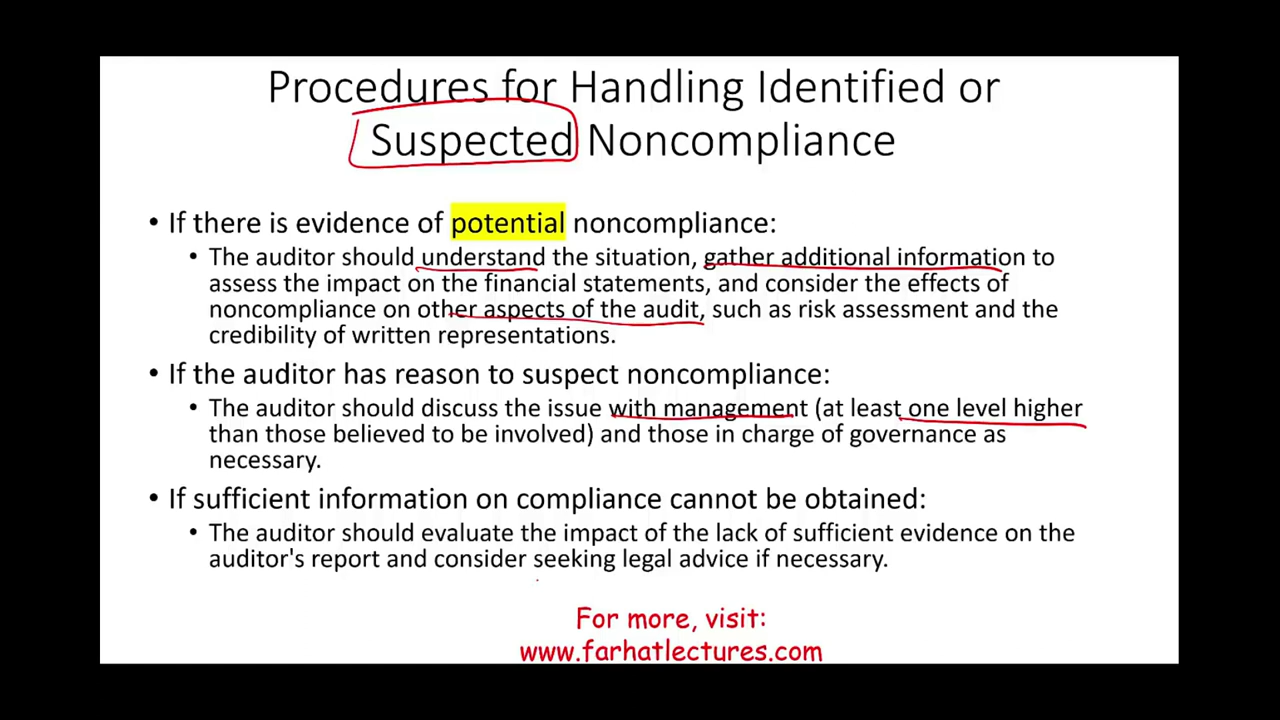 Procedures for Handling Identified or
Suspected Noncompliance
• If there is evidence of potential noncompliance:
• The auditor should understand the situation, gather additional information to
assess the impact on the financial statements, and consider the effects of
noncompliance on other aspects of the audit, such as risk assessment and the
credibility of written representations.
• If the auditor has reason to suspect noncompliance:
• The auditor should discuss the issue with management (at least one level higher
than those believed to be involved) and those in charge of governance as
necessary.
• If sufficient information on compliance cannot be obtained:
• The auditor should evaluate the impact of the lack of sufficient evidence on the
auditor's report and consider seeking legal advice if necessary.
For more, visit:
www.farhatlectures.com